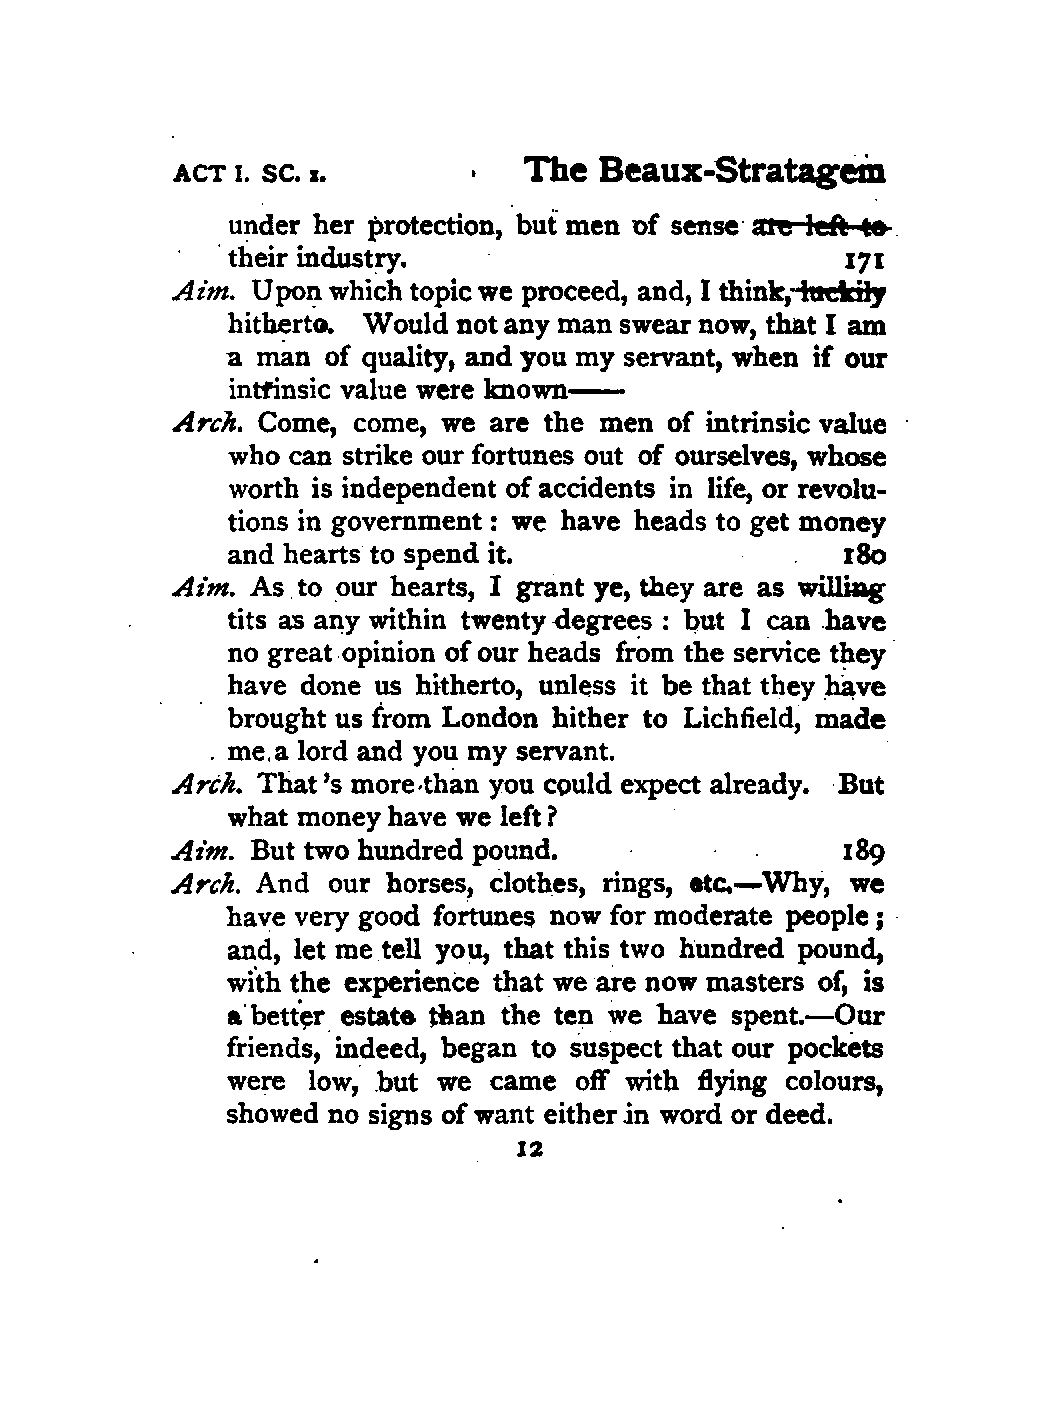 ACT I. SC. I. The Beaux-Stratagem
under her protection, but men of sense are left to
their industry. 171
Aim. Upon which topic we proceed, and, I think, luckily
hitherto. Would not any man swear now, that I am
a man of quality, and you my servant, when if our
intrinsic value were known——
Arch. Come, come, we are the men of intrinsic value
who can strike our fortunes out of ourselves, whose
worth is independent of accidents in life, or revolu-
tions in government : we have heads to get money
and hearts to spend it. 180
Aim. As to our hearts, I grant ye, they are as willing
tits as any within twenty degrees : but I can have
no great opinion of our heads from the service they
have done us hitherto, unless it be that they have
brought us from London hither to Lichfield, made
me a lord and you my servant.
Arch. That 's more than you could expect already. But
what money have we left ?
Aim. But two hundred pound. 189
Arch. And our horses, clothes, rings, etc.—Why, we
have very good fortunes now for moderate people ;
and, let me tell you, that this two hundred pound,
with the experience that we are now masters of, is
a better estate than the ten we have spent.—Our
friends, indeed, began to suspect that our pockets
were low, but we came off with flying colours,
showed no signs of want either in word or deed.
12